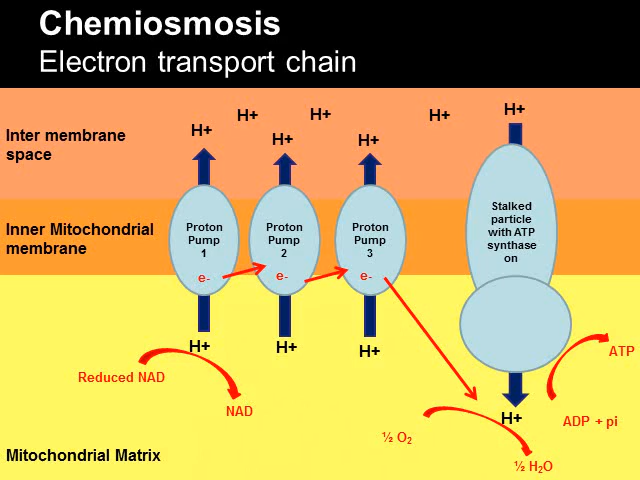 Chemiosmosis
Electron transport chain
H+
H+
H+
H+
H+
H+
H+
Inter membrane
space
Inner Mitochondrial
membrane
Proton
Pump
1
e-
Proton
Pump
2
e-
Proton
Pump
3
e-
Stalked
particle
with ATP
synthase
on
H+
H+
H+
Reduced NAD
NAD
ATP
H+
ADP + pi
½ O₂
½ H₂O
Mitochondrial Matrix